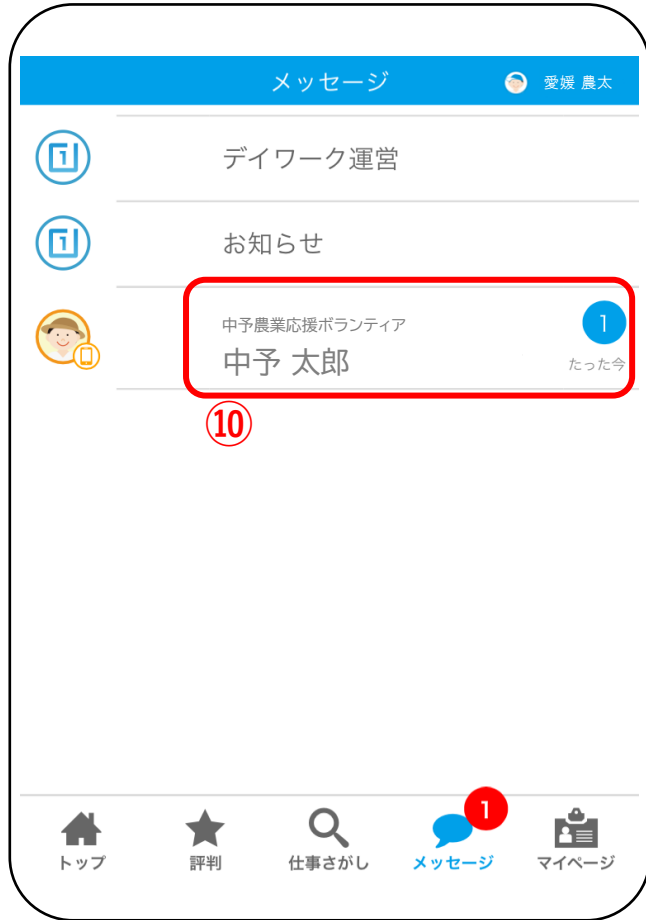 メッセージ
愛媛 農太
デイワーク運営
お知らせ
中予農業応援ボランティア
1
中予 太郎
たった今
⑩
1
トップ
評判
仕事さがし
メッセージ
マイページ